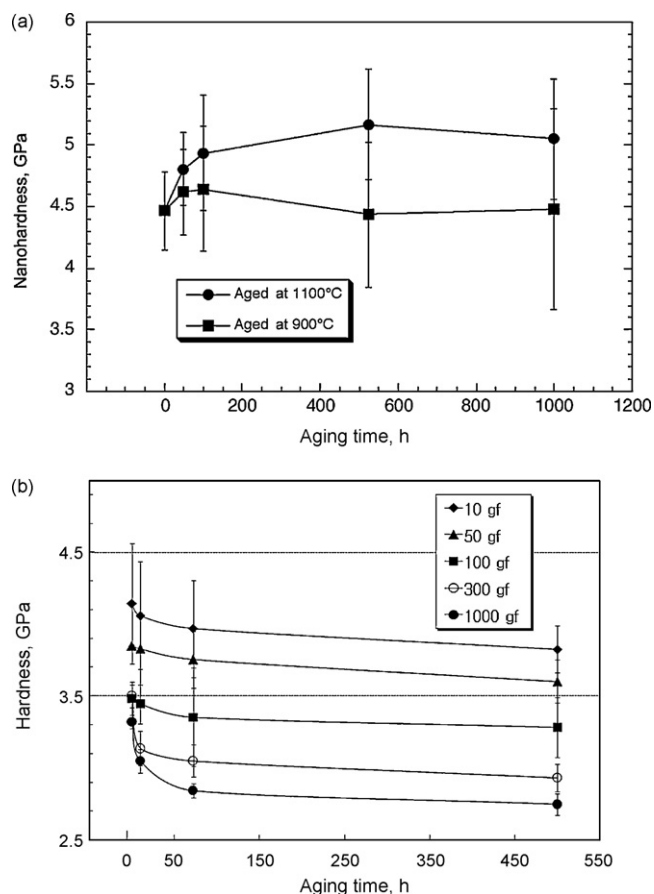 (a)
6
5.5
5
4.5
4
3.5
3
Nanohardness, GPa
Aged at 1100°C
Aged at 900°C
0 200 400 600 800 1000 1200
Aging time, h
(b)
4.5
3.5
2.5
Hardness, GPa
10 gf
50 gf
100 gf
300 gf
1000 gf
0 50 150 250 350 450 550
Aging time, h